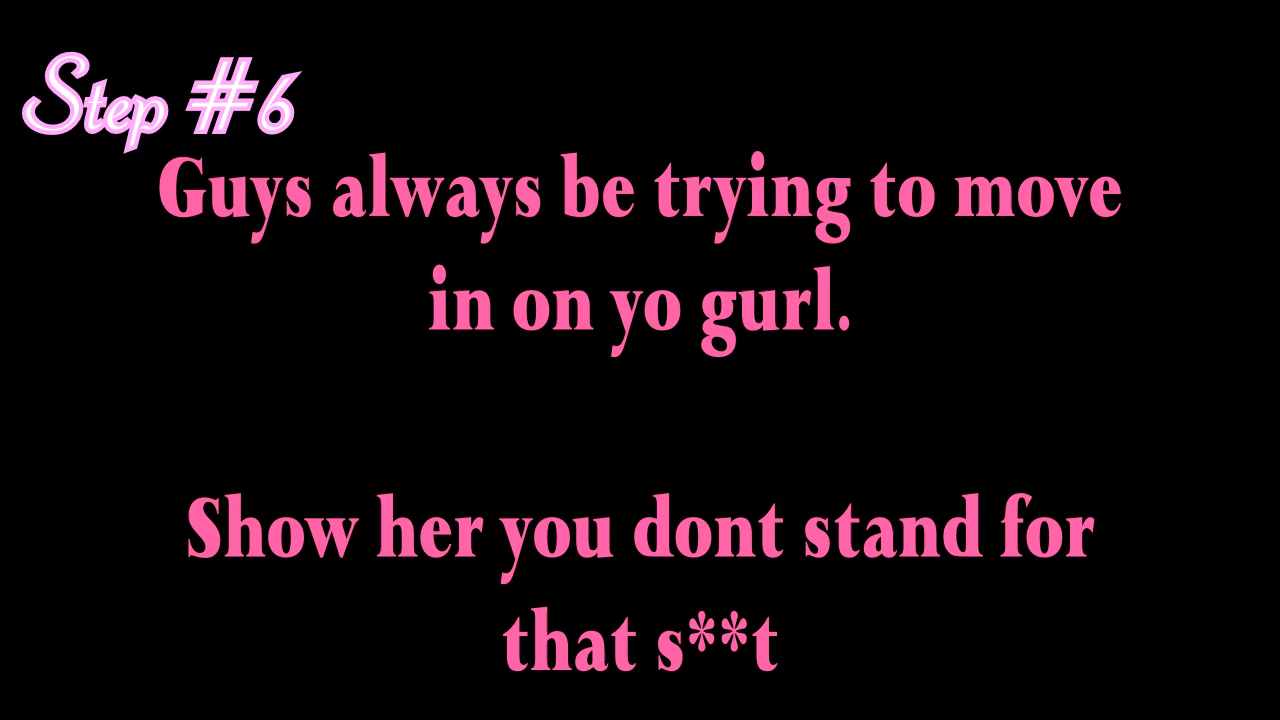 Step #6
Guys always be trying to move
in on yo gurl.
Show her you dont stand for
that s**t